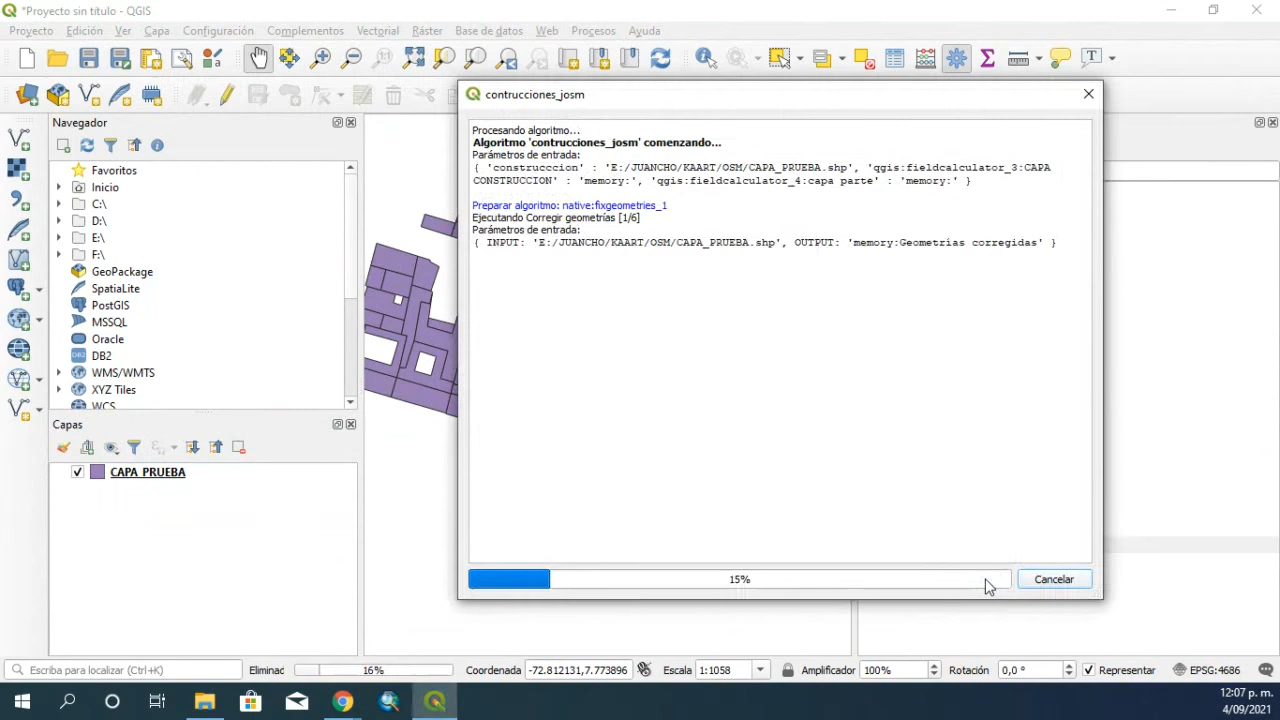 *Proyecto sin título - QGIS
Proyecto Edición Ver Capa Configuración Complementos Vectorial Ráster Base de datos Web Procesos Ayuda
contrucciones_josm
Procesando algoritmo...
Algoritmo 'contrucciones_josm' comenzando...
Parámetros de entrada:
{ 'construcccion' : 'E:/JUANCHO/KAART/OSM/CAPA_PRUEBA.shp', 'qgis:fieldcalculator_3:CAPA
CONSTRUCCION' : 'memory:', 'qgis:fieldcalculator_4:capa parte' : 'memory:' }
Preparar algoritmo: native:fixgeometries_1
Ejecutando Corregir geometrías [1/6]
Parámetros de entrada:
{ INPUT: 'E:/JUANCHO/KAART/OSM/CAPA_PRUEBA.shp', OUTPUT: 'memory:Geometrías corregidas' }
15%
Cancelar
Navegador
Favoritos
Inicio
C:\
D:\
E:\
F:\
GeoPackage
SpatiaLite
PostGIS
MSSQL
Oracle
DB2
WMS/WMTS
XYZ Tiles
WCS
Capas
CAPA PRUEBA
Escriba para localizar (Ctrl+K)
Eliminac
16%
Coordenada
-72.812131,7.773896
Escala
1:1058
Amplificador
100%
Rotación
0,0 °
Representar
EPSG:4686
12:07 p. m.
4/09/2021